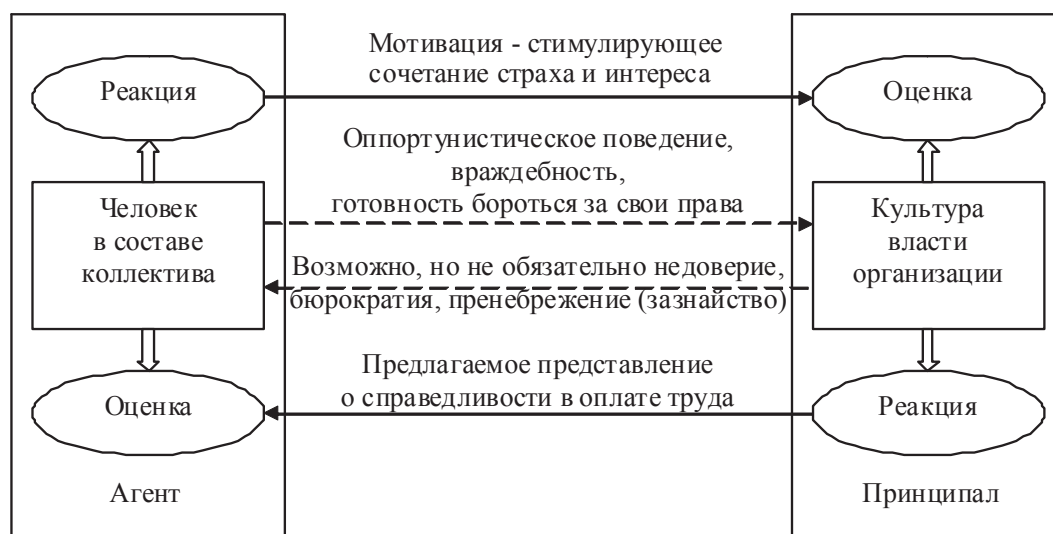 Мотивация - стимулирующее
сочетание страха и интереса
Реакция
Оценка
Оппортунистическое поведение,
враждебность,
готовность бороться за свои права
Человек
в составе
коллектива
Культура
власти
организации
Возможно, но не обязательно недоверие,
бюрократия, пренебрежение (зазнайство)
Предлагаемое представление
о справедливости в оплате труда
Оценка
Реакция
Агент
Принципал